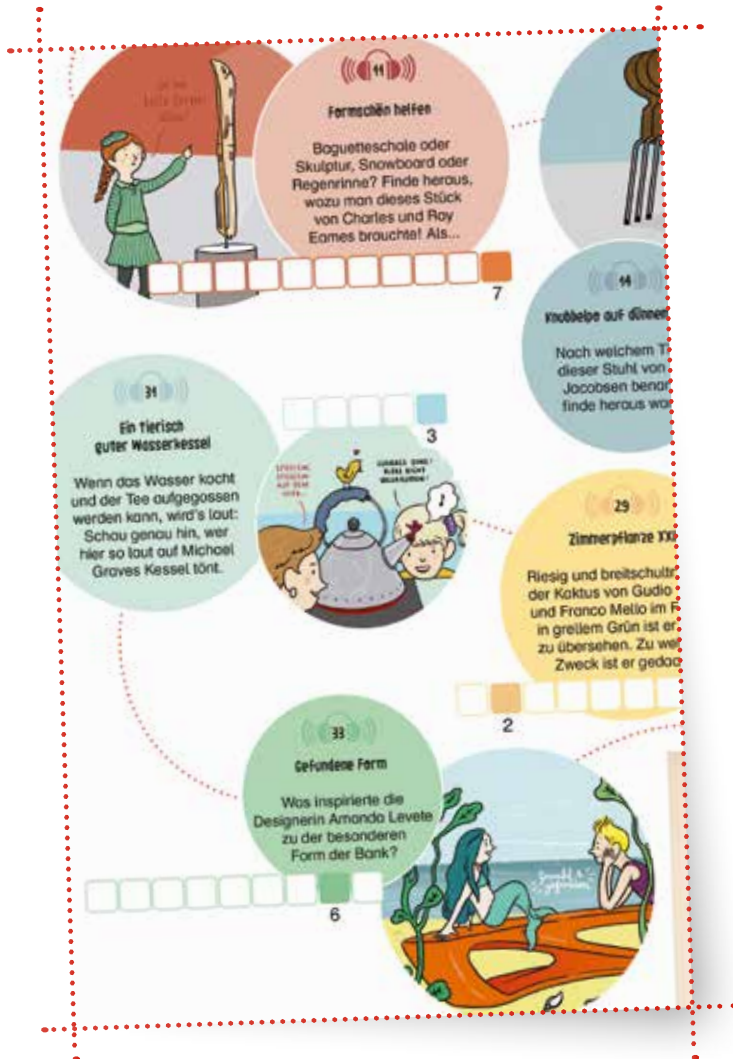 11
Formschön helfen
Baguetteschale oder
Skulptur, Snowboard oder
Regenrinne? Finde heraus,
wozu man dieses Stück
von Charles und Ray
Eames brauchte! Als...
7
14
Knubbelpo auf dünnen
Nach welchem T
dieser Stuhl von
Jacobsen benan
finde heraus war
31
Ein tierisch
guter Wasserkessel
Wenn das Wasser kocht
und der Tee aufgegossen
werden kann, wird's laut:
Schau genau hin, wer
hier so laut auf Michael
Graves Kessel tönt.
3
29
Zimmerpflanze XXL
Riesig und breitschultr
der Kaktus von Gudio
und Franco Mello im F
in grellem Grün ist er
zu übersehen. Zu wel
Zweck ist er gedac
2
33
Gefundene Form
Was inspirierte die
Designerin Amanda Levete
zu der besonderen
Form der Bank?
6